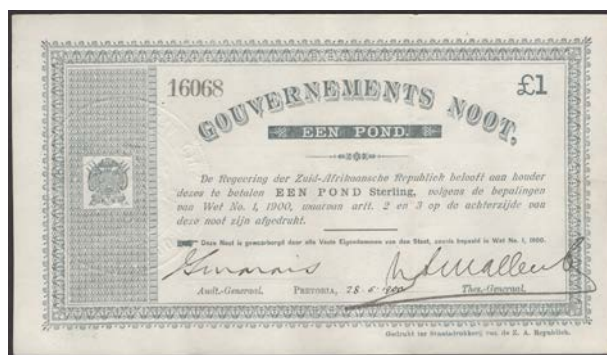 16068
£1
GOUVERNEMENTS NOOT,
EEN POND.
De Regeering der Zuid-Afrikaansche Republiek belooft aan houder
dezes te betalen EEN POND Sterling, volgens de bepalingen
van Wet No. 1, 1900, waarvan artt. 2 en 3 op de achterzijde van
deze noot zijn afgedrukt.
Deze Noot is gewaarborgd door alle Vaste Eigendommen van den Staat, zooals bepaald in Wet No. 1, 1900.
Audt.-Generaal.
PRETORIA, 28
Thes.-Generaal.
Gedrukt ter Staatsdrukkerij van de Z. A. Republiek.